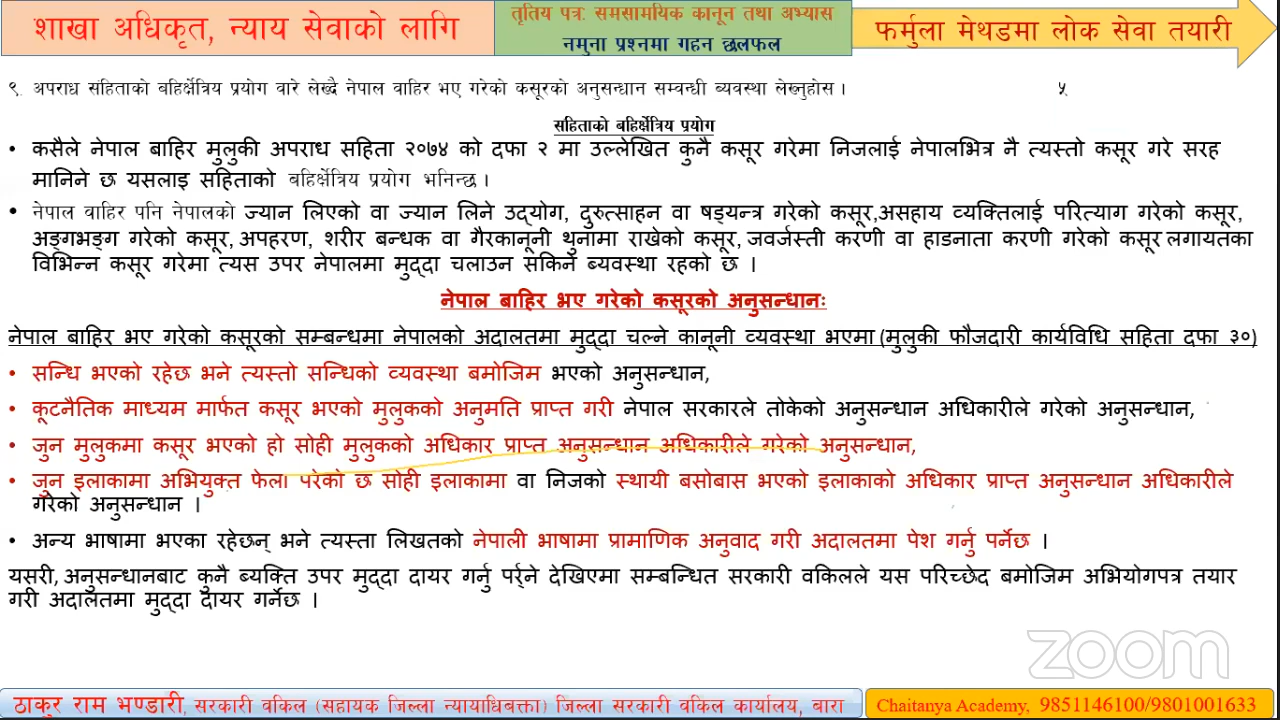 शाखा अधिकृत, न्याय सेवाको लागि
तृतिय पत्र: समसामयिक कानून तथा अभ्यास
नमुना प्रश्नमा गहन छलफल
फर्मुला मेथडमा लोक सेवा तयारी
९. अपराध संहिताको बहिर्क्षेत्रिय प्रयोग वारे लेख्दै नेपाल वाहिर भए गरेको कसूरको अनुसन्धान सम्वन्धी ब्यवस्था लेख्नुहोस । ५
सहिताको बहिर्क्षेत्रिय प्रयोग
• कसैले नेपाल बाहिर मुलुकी अपराध सहिता २०७४ को दफा २ मा उल्लेखित कुनै कसूर गरेमा निजलाई नेपालभित्र नै त्यस्तो कसूर गरे सरह
मानिने छ यसलाइ सहिताको बहिर्क्षेत्रिय प्रयोग भनिन्छ ।
• नेपाल वाहिर पनि नेपालको ज्यान लिएको वा ज्यान लिने उद्योग, दुरुत्साहन वा षड्यन्त्र गरेको कसूर,असहाय व्यक्तिलाई परित्याग गरेको कसूर,
अङ्गभङ्ग गरेको कसूर, अपहरण, शरीर बन्धक वा गैरकानूनी थुनामा राखेको कसूर, जवर्जस्ती करणी वा हाडनाता करणी गरेको कसूर लगायतका
विभिन्न कसूर गरेमा त्यस उपर नेपालमा मुद्दा चलाउन सकिने ब्यवस्था रहको छ ।
नेपाल बाहिर भए गरेको कसूरको अनुसन्धानः
नेपाल बाहिर भए गरेको कसूरको सम्बन्धमा नेपालको अदालतमा मुद्दा चल्ने कानूनी व्यवस्था भएमा (मुलुकी फौजदारी कार्यविधि सहिता दफा ३०)
• सन्धि भएको रहेछ भने त्यस्तो सन्धिको व्यवस्था बमोजिम भएको अनुसन्धान,
• कूटनैतिक माध्यम मार्फत कसूर भएको मुलुकको अनुमति प्राप्त गरी नेपाल सरकारले तोकेको अनुसन्धान अधिकारीले गरेको अनुसन्धान,
• जुन मुलुकमा कसूर भएको हो सोही मुलुकको अधिकार प्राप्त अनुसन्धान अधिकारीले गरेको अनुसन्धान,
• जुन इलाकामा अभियुक्त फेला परेको छ सोही इलाकामा वा निजको स्थायी बसोबास भएको इलाकाको अधिकार प्राप्त अनुसन्धान अधिकारीले
गरेको अनुसन्धान ।
• अन्य भाषामा भएका रहेछन् भने त्यस्ता लिखतको नेपाली भाषामा प्रामाणिक अनुवाद गरी अदालतमा पेश गर्नु पर्नेछ ।
यसरी, अनुसन्धानबाट कुनै ब्यक्ति उपर मुद्दा दायर गर्नु पर्र्ने देखिएमा सम्बन्धित सरकारी वकिलले यस परिच्छेद बमोजिम अभियोगपत्र तयार
गरी अदालतमा मुद्दा दायर गर्नेछ ।
zoom
ठाकुर राम भण्डारी, सरकारी वकिल (सहायक जिल्ला न्यायाधिबक्ता) जिल्ला सरकारी वकिल कार्यालय, बारा
Chaitanya Academy, 9851146100/9801001633